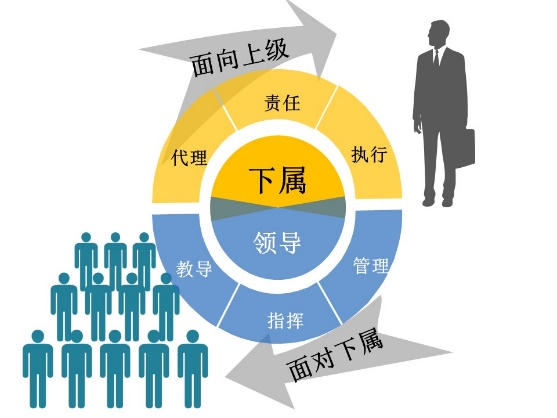 面向上级
责任
代理
执行
下属
领导
教导
管理
指挥
面对下属